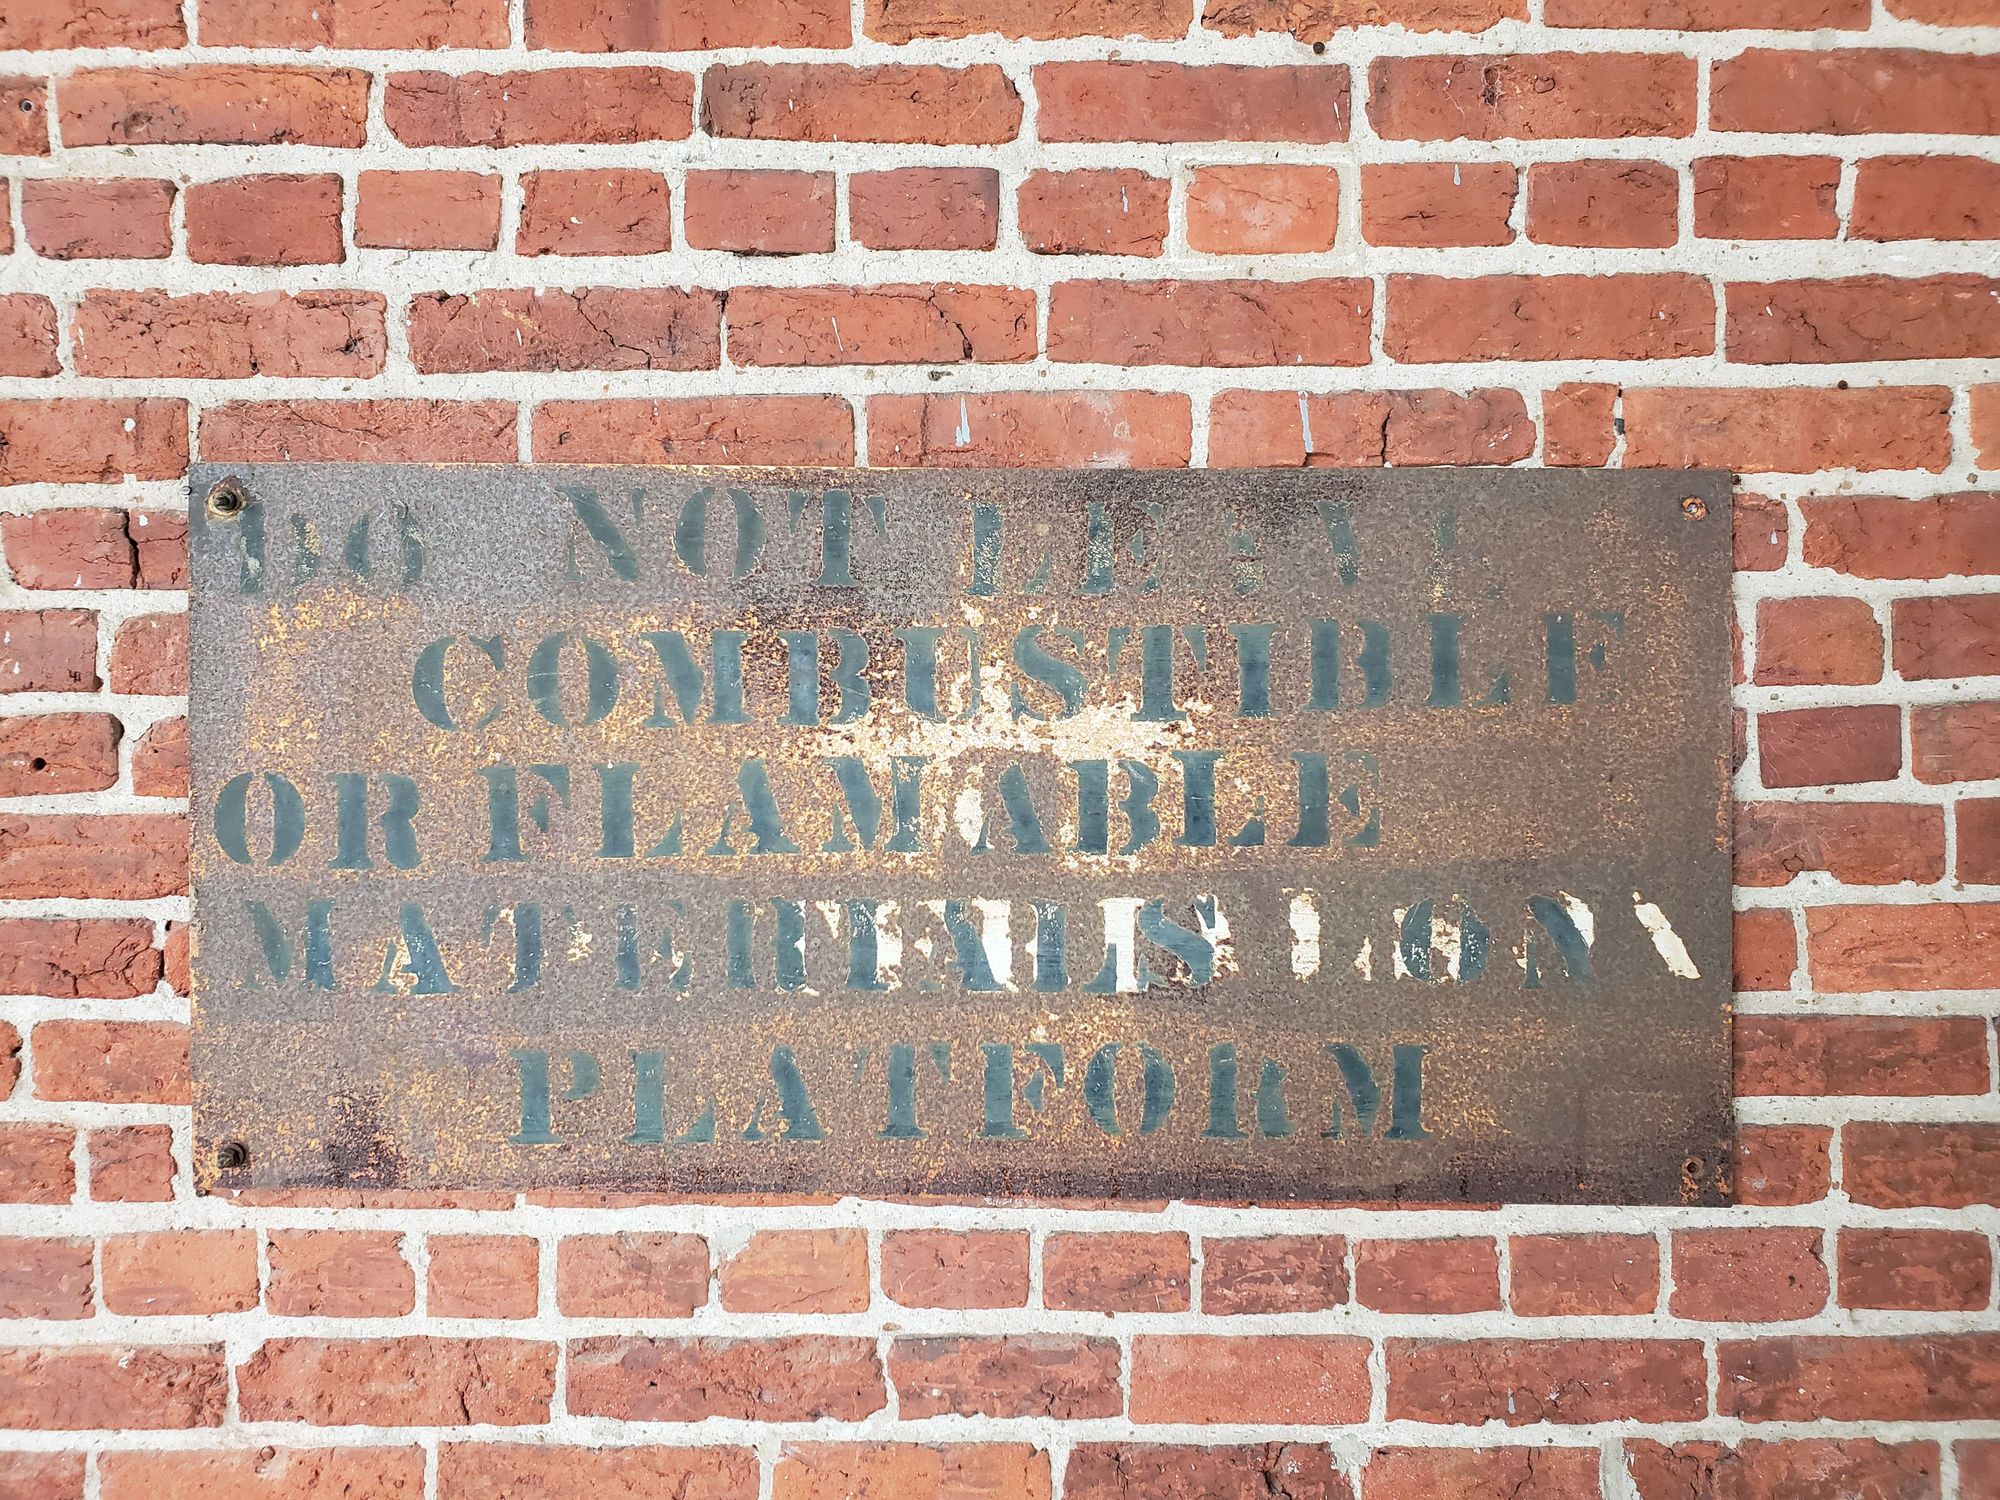 DO NOT LEAVE
COMBUSTIBLE
OR FLAMABLE
MATERIALS ON
PLATFORM